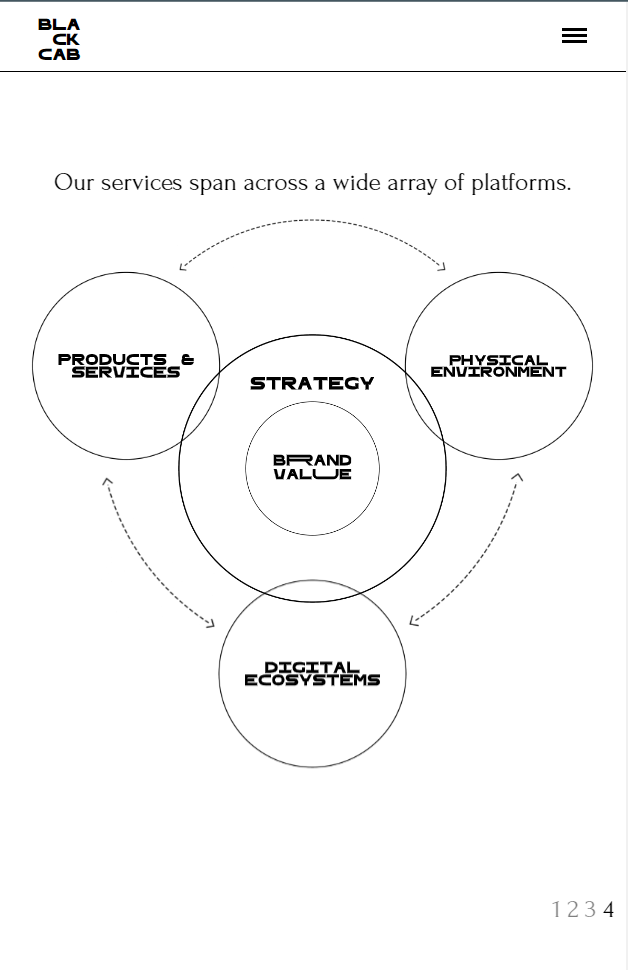 BLA
CK
CAB
Our services span across a wide array of platforms.
PRODUCTS &
SERVICES
PHYSICAL
ENVIRONMENT
STRATEGY
BRAND
VALUE
DIGITAL
ECOSYSTEMS
1 2 3 4